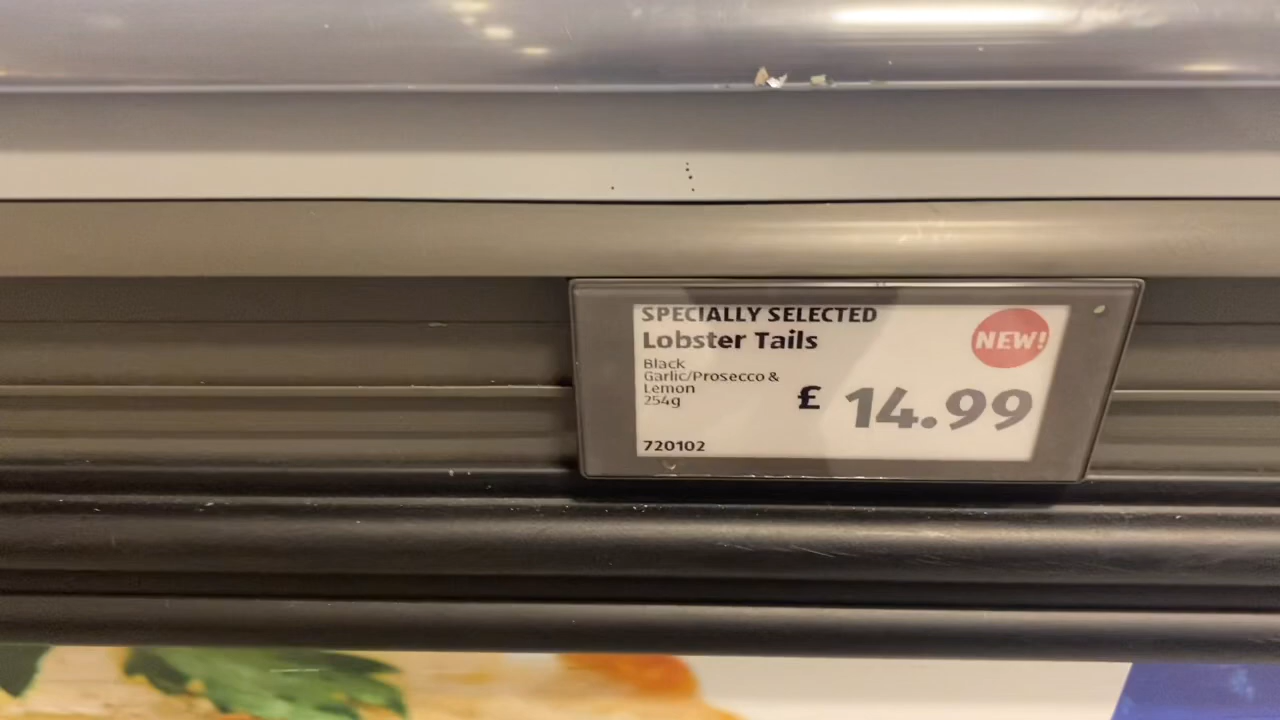 SPECIALLY SELECTED
Lobster Tails
NEW!
Black
Garlic/Prosecco &
Lemon
254g
£ 14.99
720102